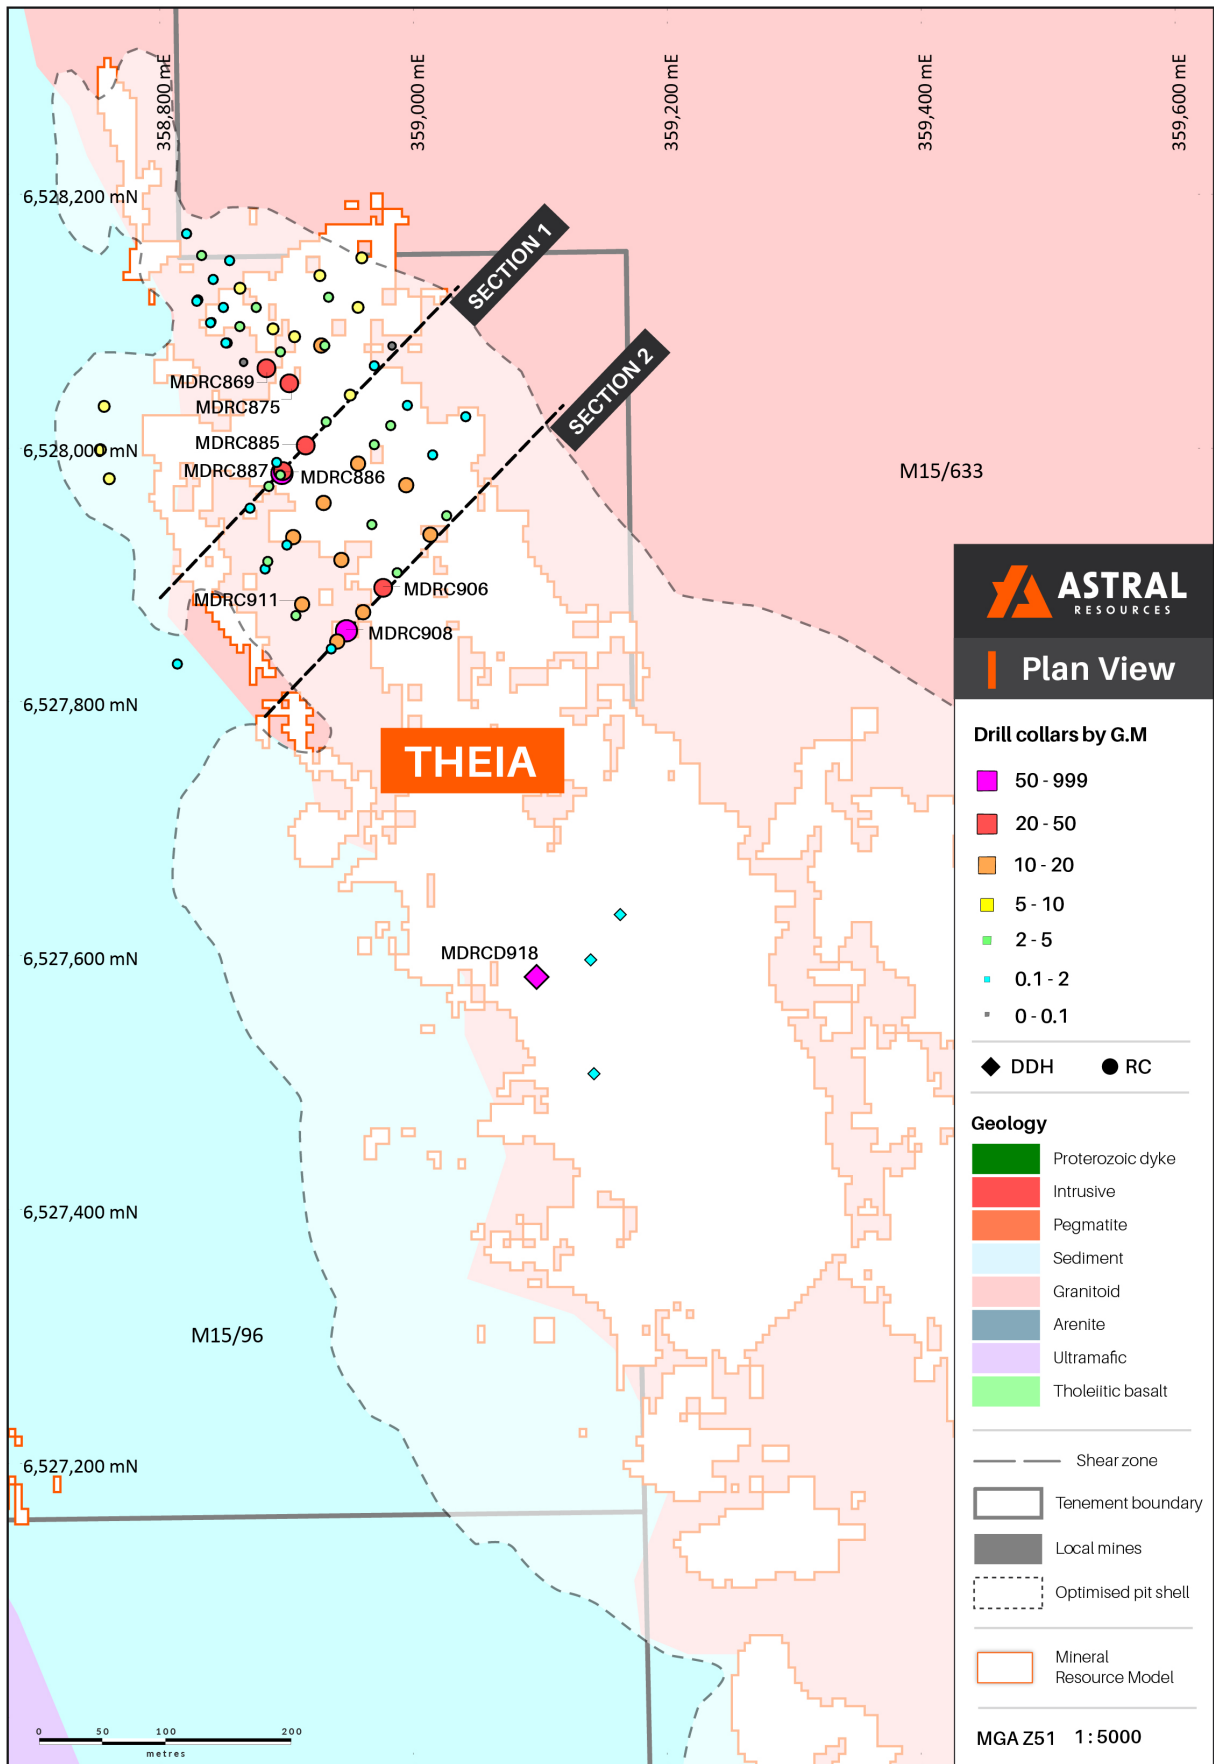 358,800 mE
359,000 mE
359,200 mE
359,400 mE
359,600 mE
6,528,200 mN
SECTION 1
SECTION 2
MDRC869
MDRC875
MDRC885
6,528,000 mN
MDRC887
MDRC886
M15/633
MDRC906
MDRC911
MDRC908
6,527,800 mN
THEIA
MDRCD918
6,527,600 mN
6,527,400 mN
M15/96
6,527,200 mN
0 50 100 200
metres
ASTRAL
RESOURCES
Plan View
Drill collars by G.M
50 - 999
20 - 50
10 - 20
5 - 10
2 - 5
0.1 - 2
0 - 0.1
DDH RC
Geology
Proterozoic dyke
Intrusive
Pegmatite
Sediment
Granitoid
Arenite
Ultramafic
Tholeiitic basalt
Shear zone
Tenement boundary
Local mines
Optimised pit shell
Mineral
Resource Model
MGA Z51 1 : 5000